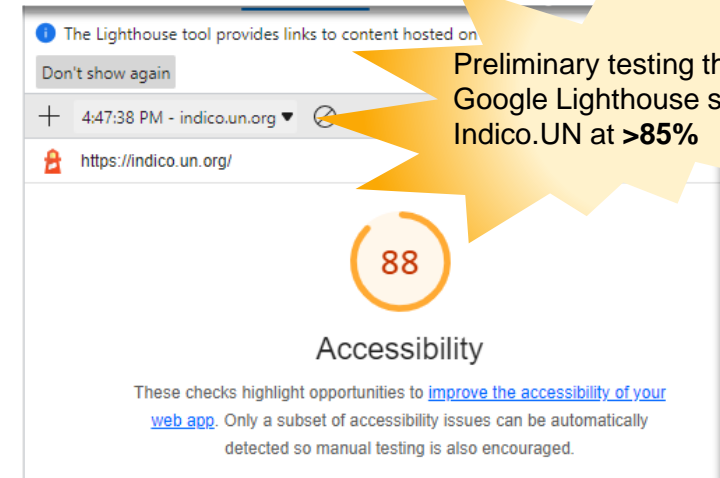 The Lighthouse tool provides links to content hosted on
Don't show again
Preliminary testing
Google Lighthouse
Indico.UN at >85%
4:47:38 PM - indico.un.org
https://indico.un.org/
88
Accessibility
These checks highlight opportunities to improve the accessibility of your
web app. Only a subset of accessibility issues can be automatically
detected so manual testing is also encouraged.